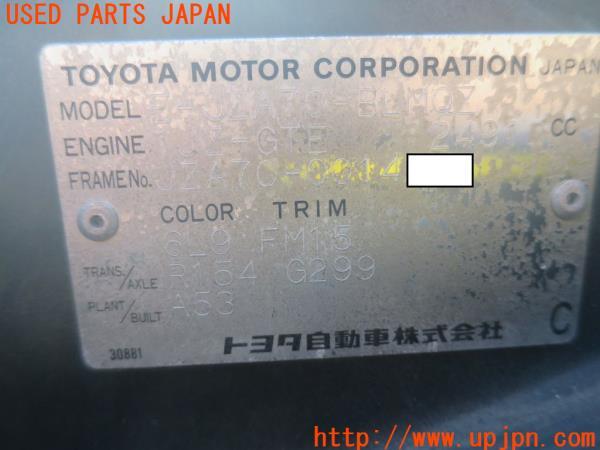 USED PARTS JAPAN
TOYOTA MOTOR CORPORATION JAPAN
MODEL E-JZA70-BLMQZ
ENGINE GTE CC
FRAME No.
COLOR TRIM
6L9 FM15
TRANS./AXLE R154 G299
PLANT/BUILT A53
30881 トヨタ自動車株式会社 C
http://www.upjpn.com/